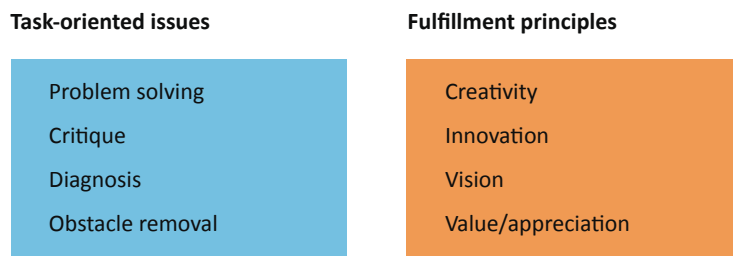 Task-oriented issues
Problem solving
Critique
Diagnosis
Obstacle removal
Fulfillment principles
Creativity
Innovation
Vision
Value/appreciation